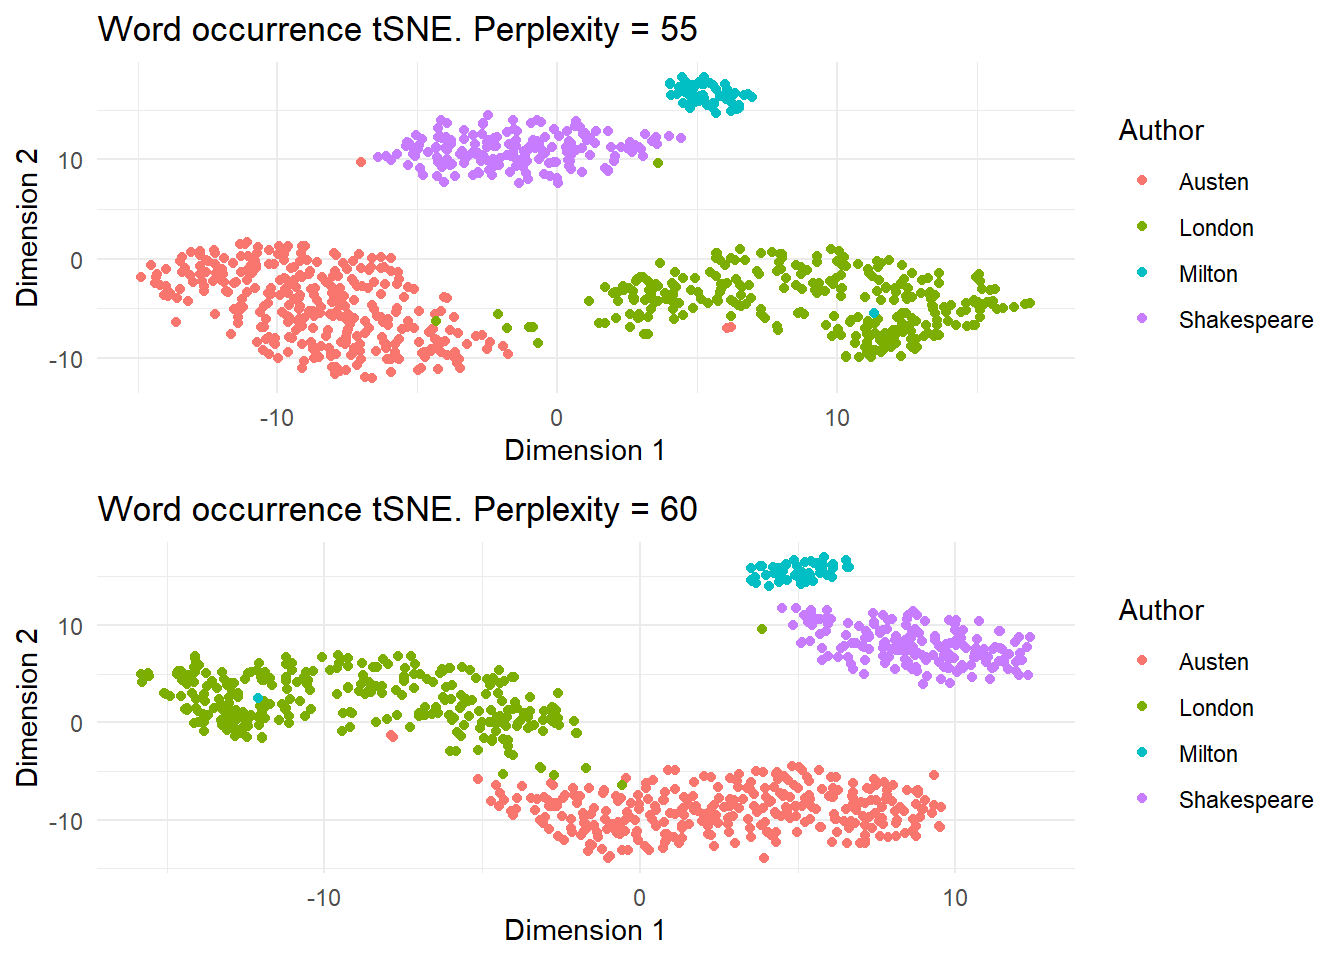 Word occurrence tSNE. Perplexity = 55
Dimension 2
10
0
-10
-10 0 10
Dimension 1
Author
Austen
London
Milton
Shakespeare
Word occurrence tSNE. Perplexity = 60
Dimension 2
10
0
-10
-10 0 10
Dimension 1
Author
Austen
London
Milton
Shakespeare